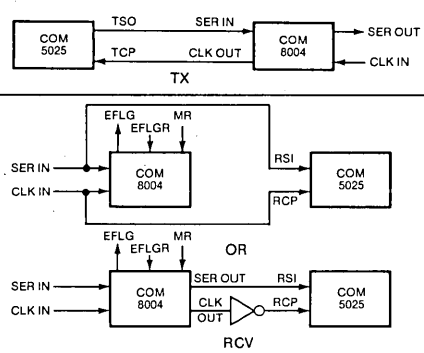 TSO SER IN
COM 5025
COM 8004
SER OUT
TCP CLK OUT
CLK IN
TX
EFLG MR
EFLGR
SER IN
CLK IN
COM 8004
RSI
RCP
COM 5025
OR
EFLG MR
EFLGR
SER IN
CLK IN
COM 8004
SER OUT RSI
CLK OUT
RCP
COM 5025
RCV